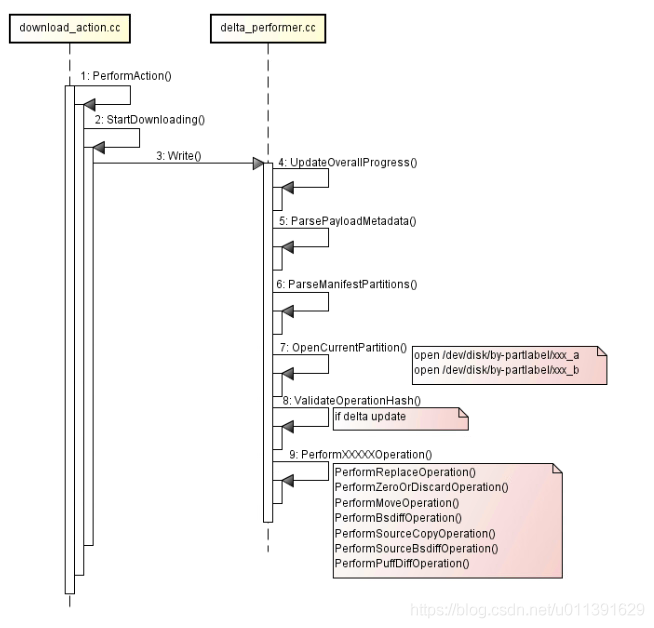 download_action.cc
delta_performer.cc
1: PerformAction()
2: StartDownloading()
3: Write()
4: UpdateOverallProgress()
5: ParsePayloadMetadata()
6: ParseManifestPartitions()
7: OpenCurrentPartition()
open /dev/disk/by-partlabel/xxx_a
open /dev/disk/by-partlabel/xxx_b
8: ValidateOperationHash()
if delta update
9: PerformXXXXXOperation()
PerformReplaceOperation()
PerformZeroOrDiscardOperation()
PerformMoveOperation()
PerformBsdiffOperation()
PerformSourceCopyOperation()
PerformSourceBsdiffOperation()
PerformPuffDiffOperation()
https://blog.csdn.net/u011391629